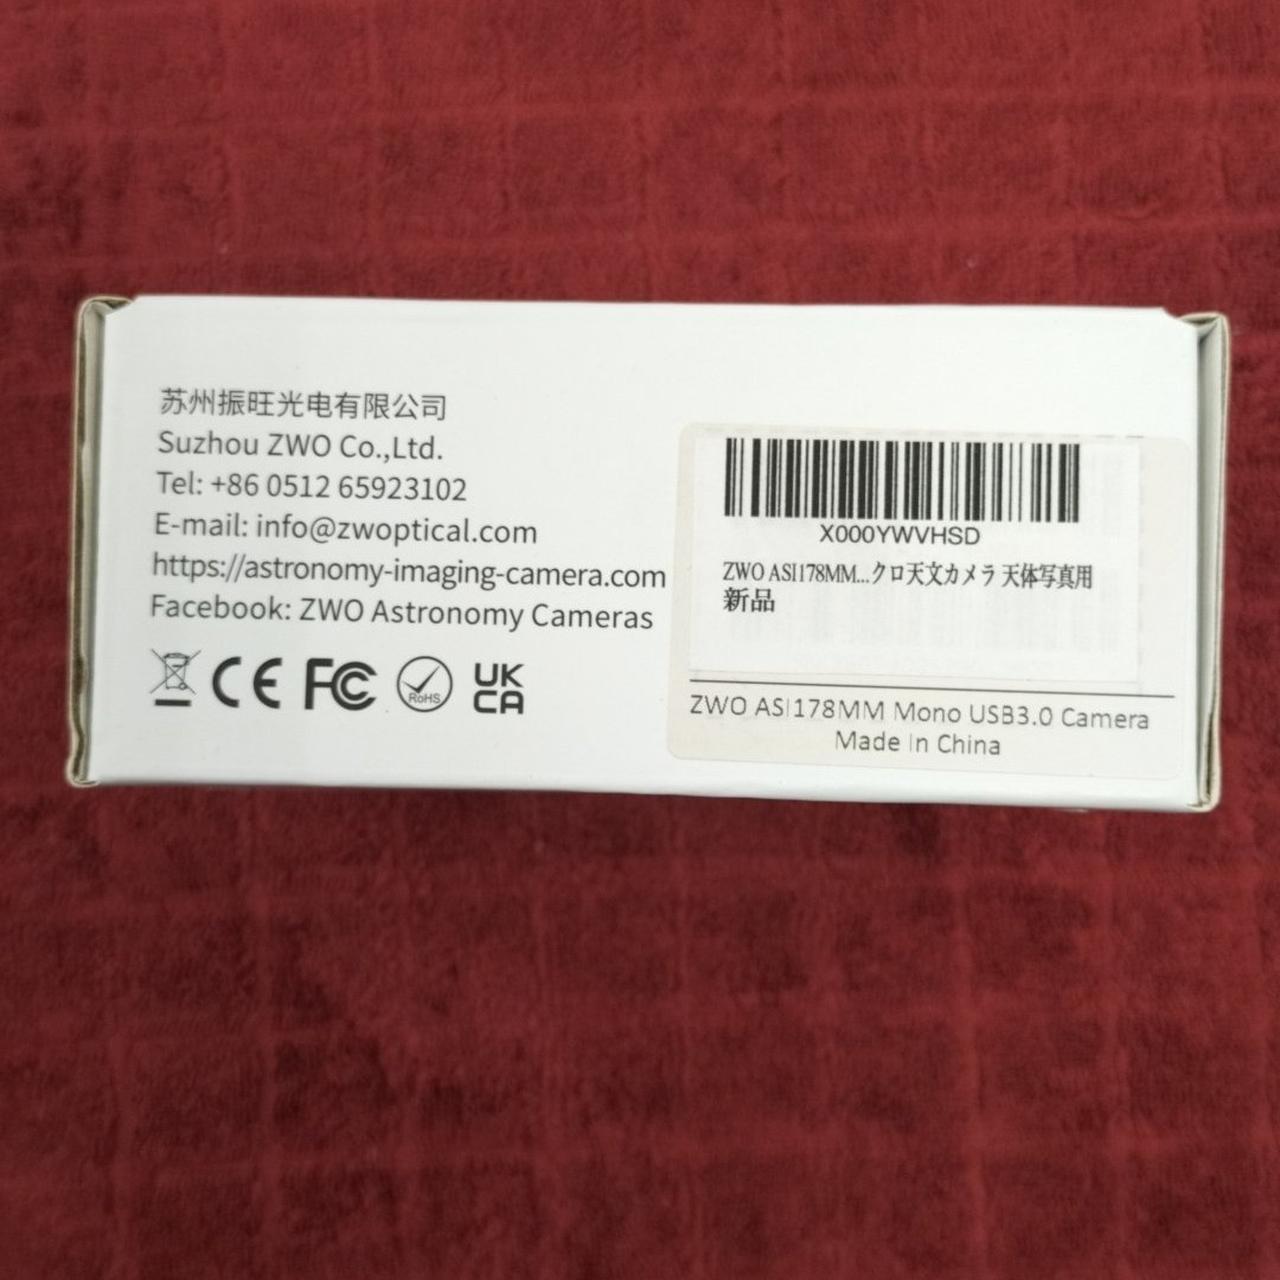 苏州振旺光电有限公司
Suzhou ZWO Co.,Ltd.
Tel: +86 0512 65923102
E-mail: info@zwoptical.com
https://astronomy-imaging-camera.com
Facebook: ZWO Astronomy Cameras
CE FC RoHS UK CA
X000YWVHSD
ZWO ASI178MM...クロ天文カメラ 天体写真用
新品
ZWO ASI178MM Mono USB3.0 Camera
Made In China